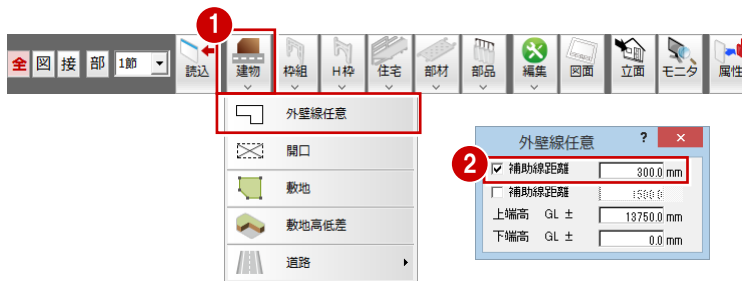 1
全 図 接 部 1節 読込 建物 枠組 H枠 住宅 部材 部品 編集 図面 立面 モニタ 属性
外壁線任意
開口
敷地
敷地高低差
道路
外壁線任意 ? ×
2
補助線距離 300.0 mm
補助線距離 1500.0
上端高 GL ± 13750.0 mm
下端高 GL ± 0.0 mm